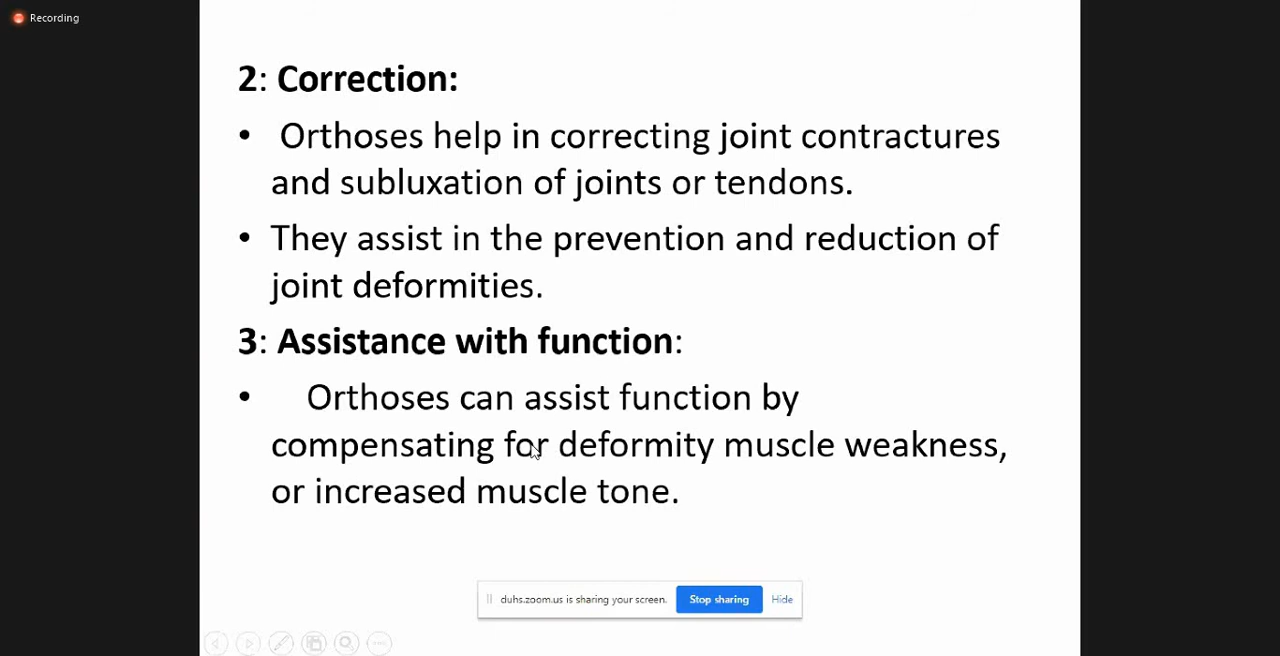 Recording
2: Correction:
• Orthoses help in correcting joint contractures
and subluxation of joints or tendons.
• They assist in the prevention and reduction of
joint deformities.
3: Assistance with function:
• Orthoses can assist function by
compensating for deformity muscle weakness,
or increased muscle tone.
duhs.zoom.us is sharing your screen. Stop sharing Hide